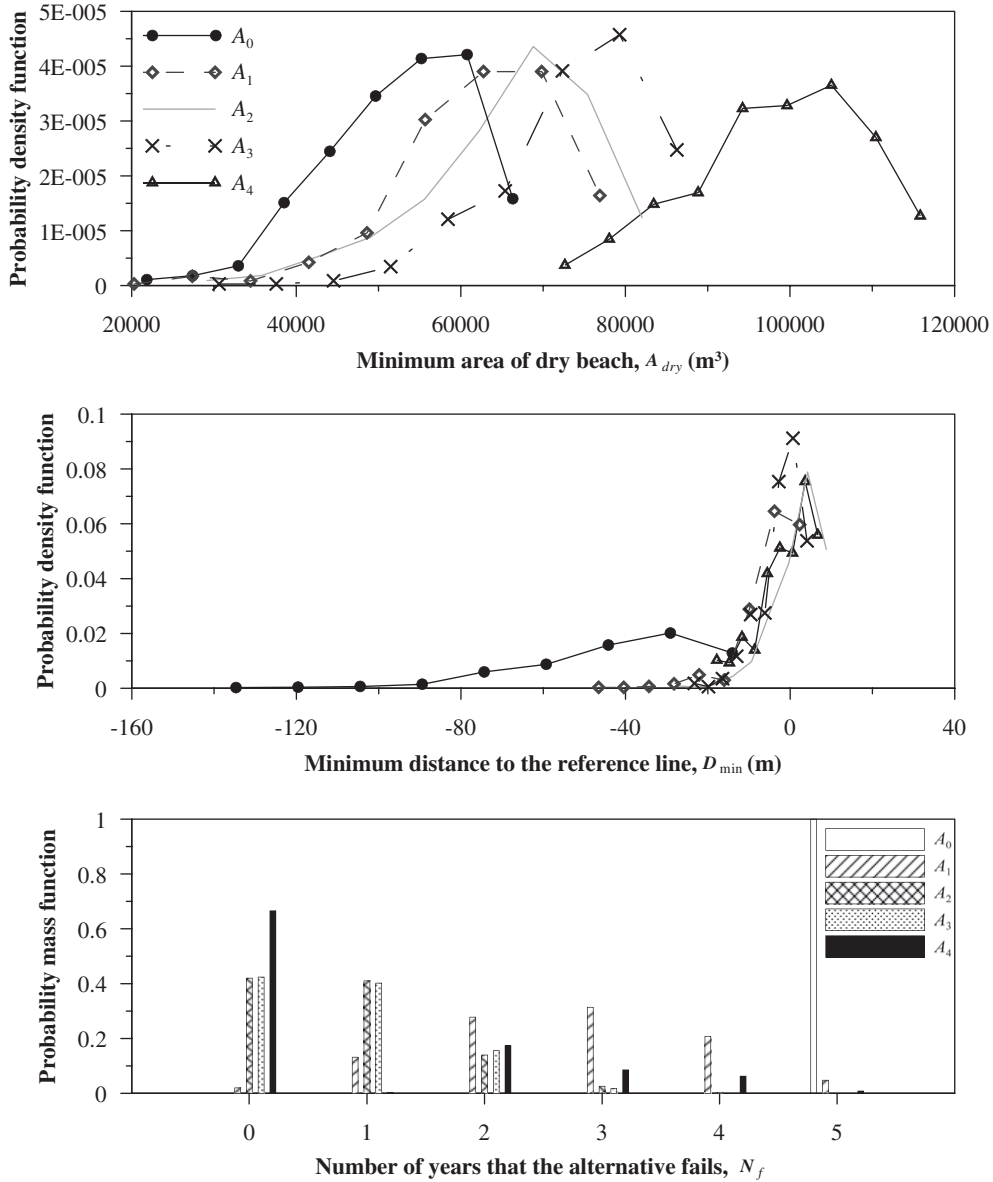 5E-005
4E-005
3E-005
2E-005
1E-005
0
Probability density function
A0
A1
A2
A3
A4
20000 40000 60000 80000 100000 120000
Minimum area of dry beach, A dry (m³)
0.1
0.08
0.06
0.04
0.02
0
Probability density function
-160 -120 -80 -40 0 40
Minimum distance to the reference line, D min (m)
1
0.8
0.6
0.4
0.2
0
Probability mass function
A0
A1
A2
A3
A4
0 1 2 3 4 5
Number of years that the alternative fails, N f